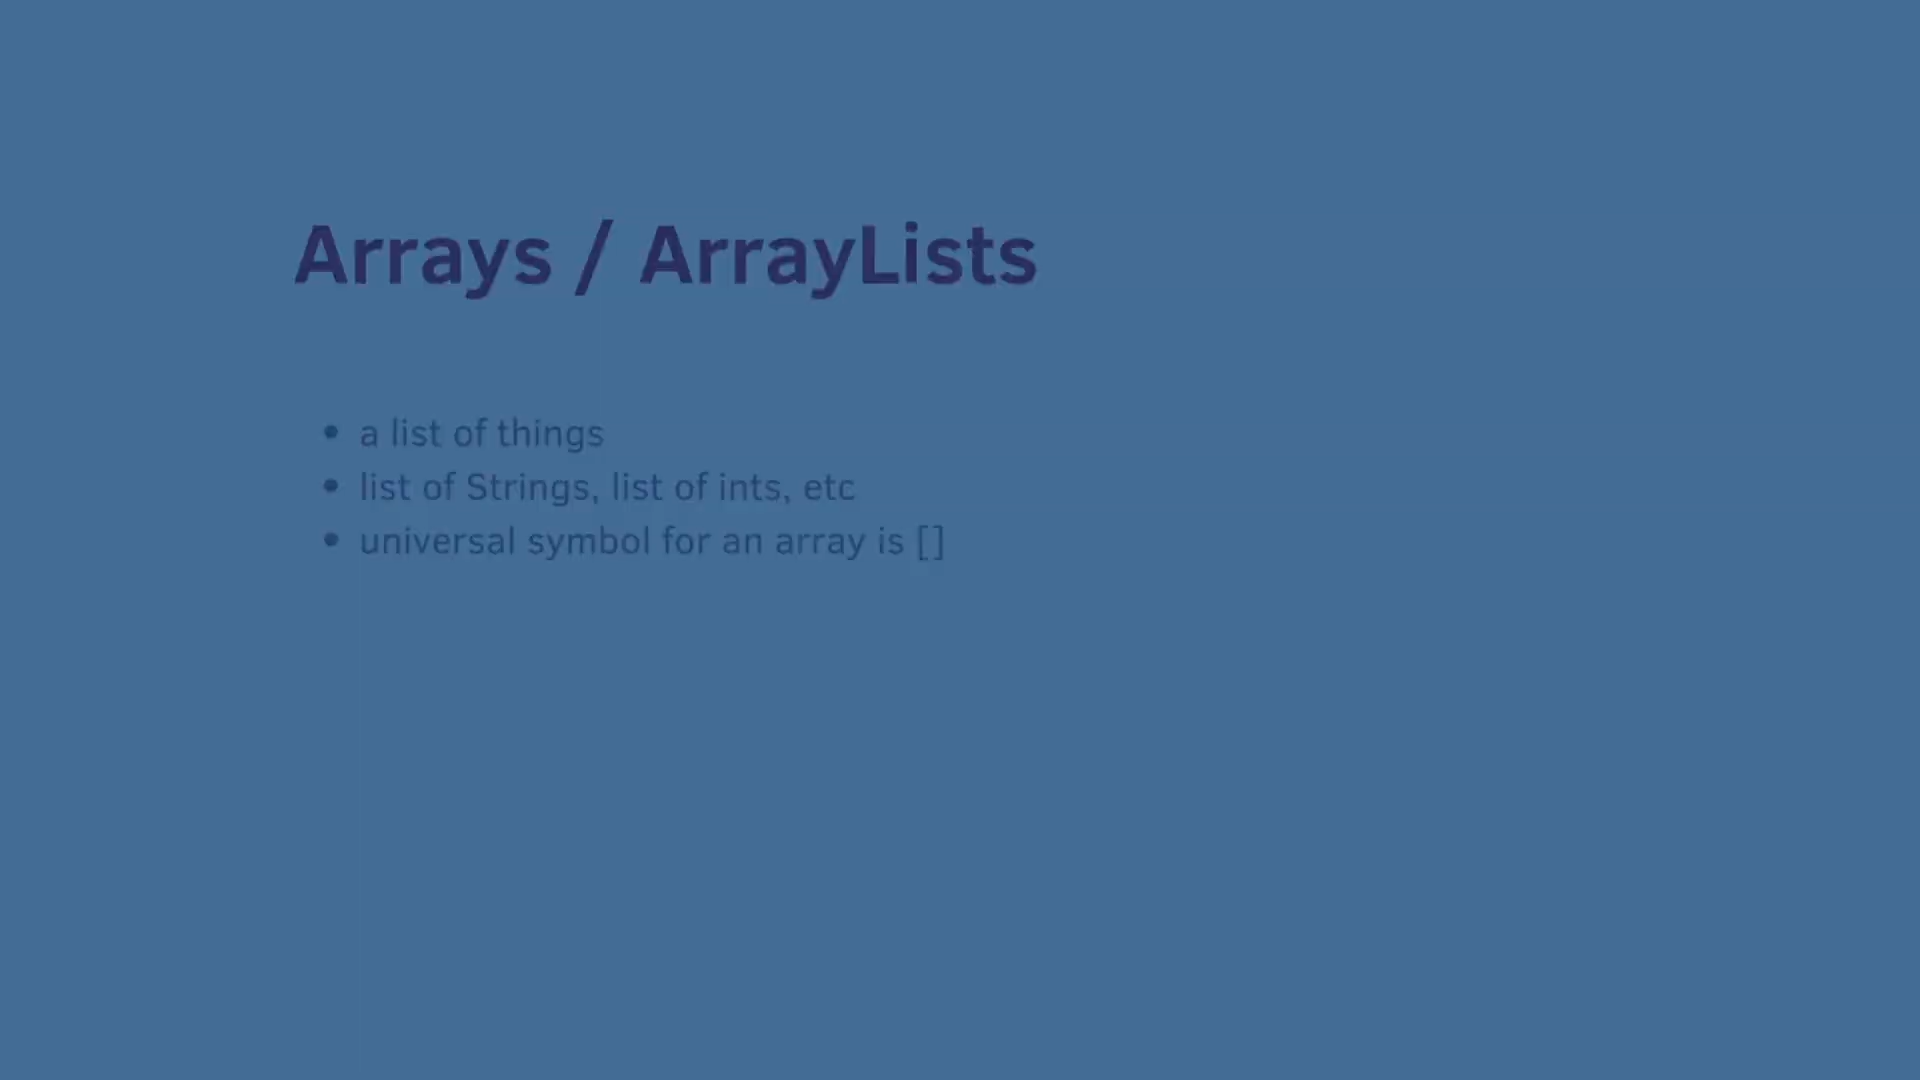 Arrays / ArrayLists
• a list of things
• list of Strings, list of ints, etc
• universal symbol for an array is []